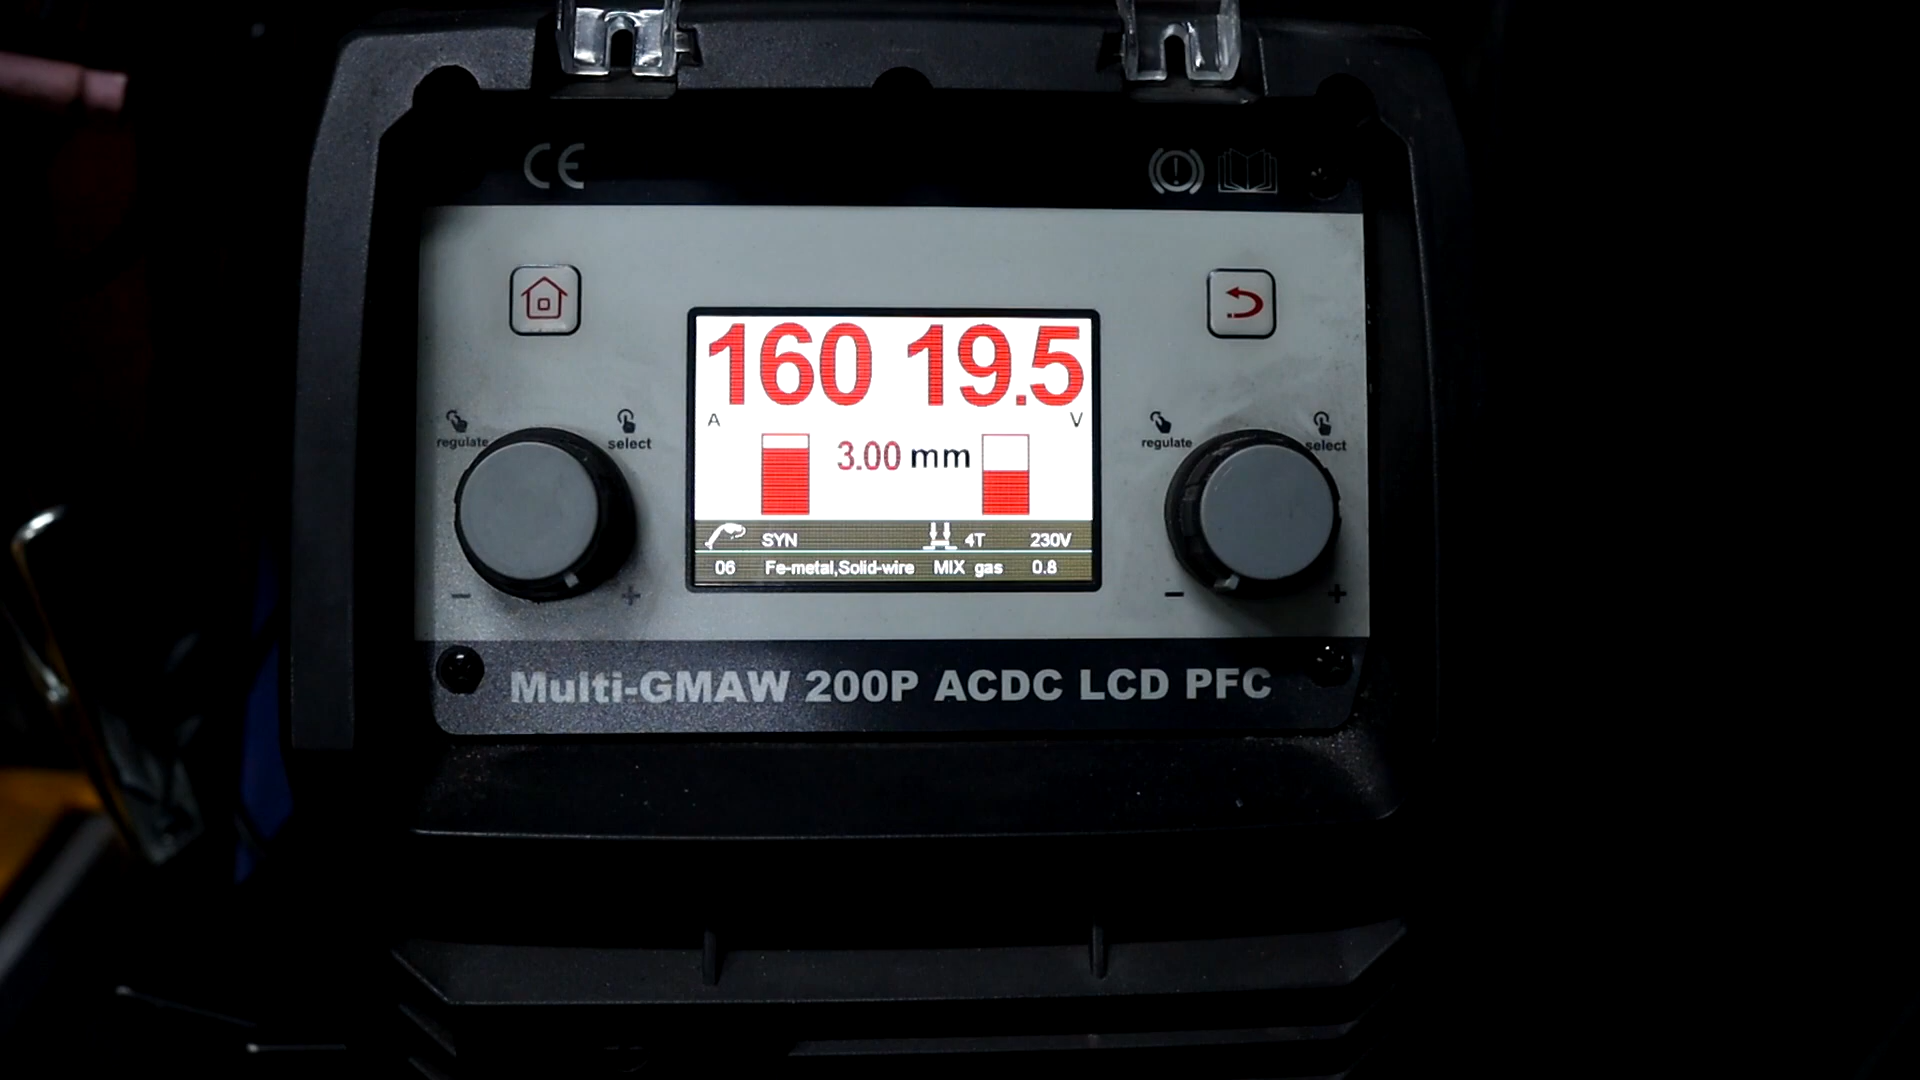 CE
160 19.5
A V
3.00 mm
regulate select
regulate select
SYN 4T 230V
06 Fe-metal,Solid-wire MIX gas 0.8
- +
- +
Multi-GMAW 200P ACDC LCD PFC